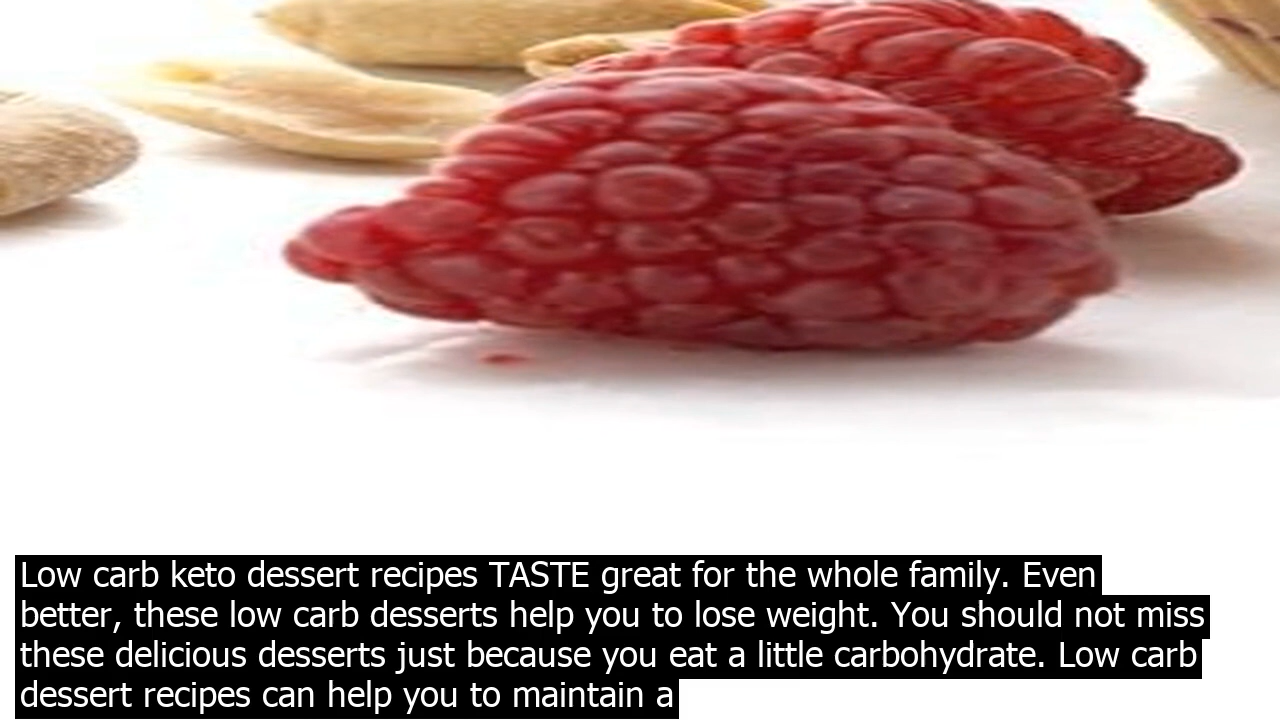 Low carb keto dessert recipes TASTE great for the whole family. Even
better, these low carb desserts help you to lose weight. You should not miss
these delicious desserts just because you eat a little carbohydrate. Low carb
dessert recipes can help you to maintain a